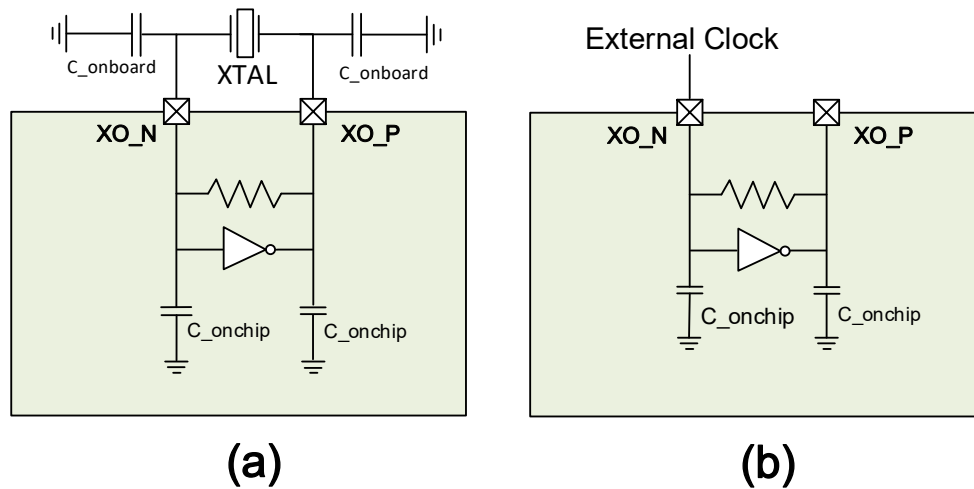 C_onboard
XTAL
C_onboard
XO_N
XO_P
C_onchip
C_onchip
(a)
External Clock
XO_N
XO_P
C_onchip
C_onchip
(b)